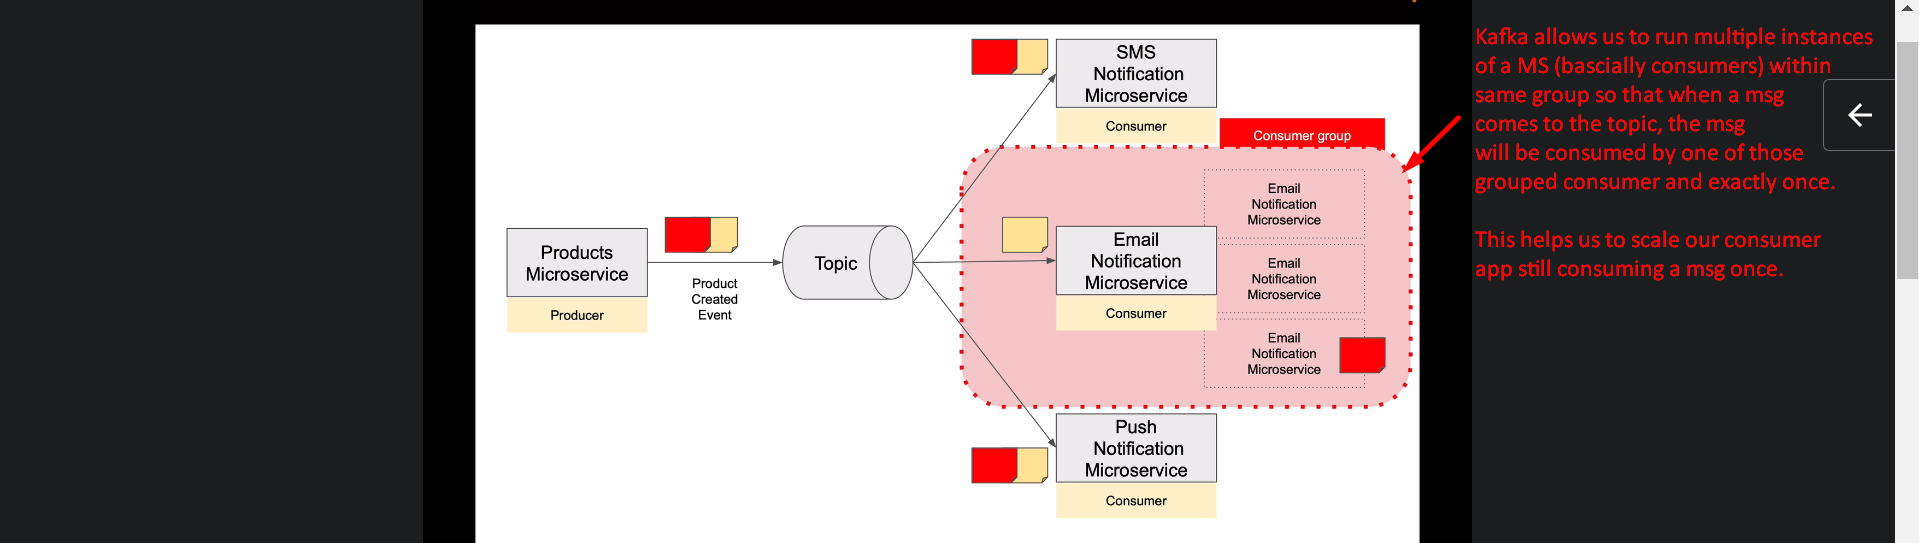 SMS
Notification
Microservice
Consumer
Consumer group
Email
Notification
Microservice
Products
Microservice
Producer
Product
Created
Event
Topic
Email
Notification
Microservice
Consumer
Email
Notification
Microservice
Email
Notification
Microservice
Push
Notification
Microservice
Consumer
Kafka allows us to run multiple instances
of a MS (bascially consumers) within
same group so that when a msg
comes to the topic, the msg
will be consumed by one of those
grouped consumer and exactly once.
This helps us to scale our consumer
app still consuming a msg once.